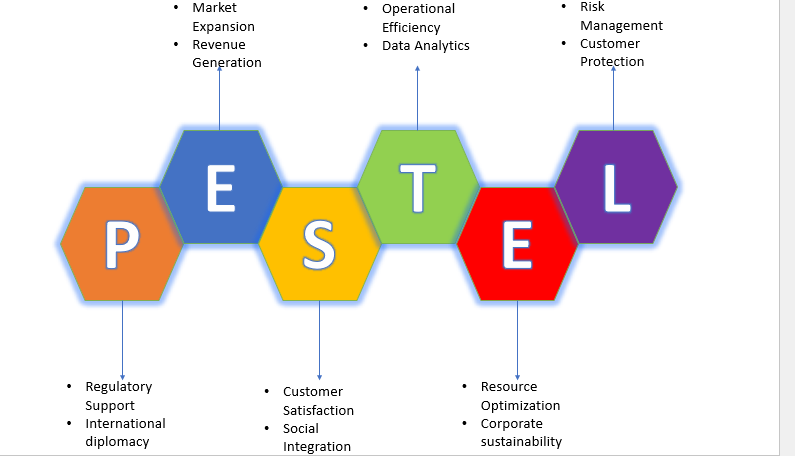 • Market
Expansion
• Revenue
Generation
• Operational
Efficiency
• Data Analytics
• Risk
Management
• Customer
Protection
P
E
S
T
E
L
• Regulatory
Support
• International
diplomacy
• Customer
Satisfaction
• Social
Integration
• Resource
Optimization
• Corporate
sustainability